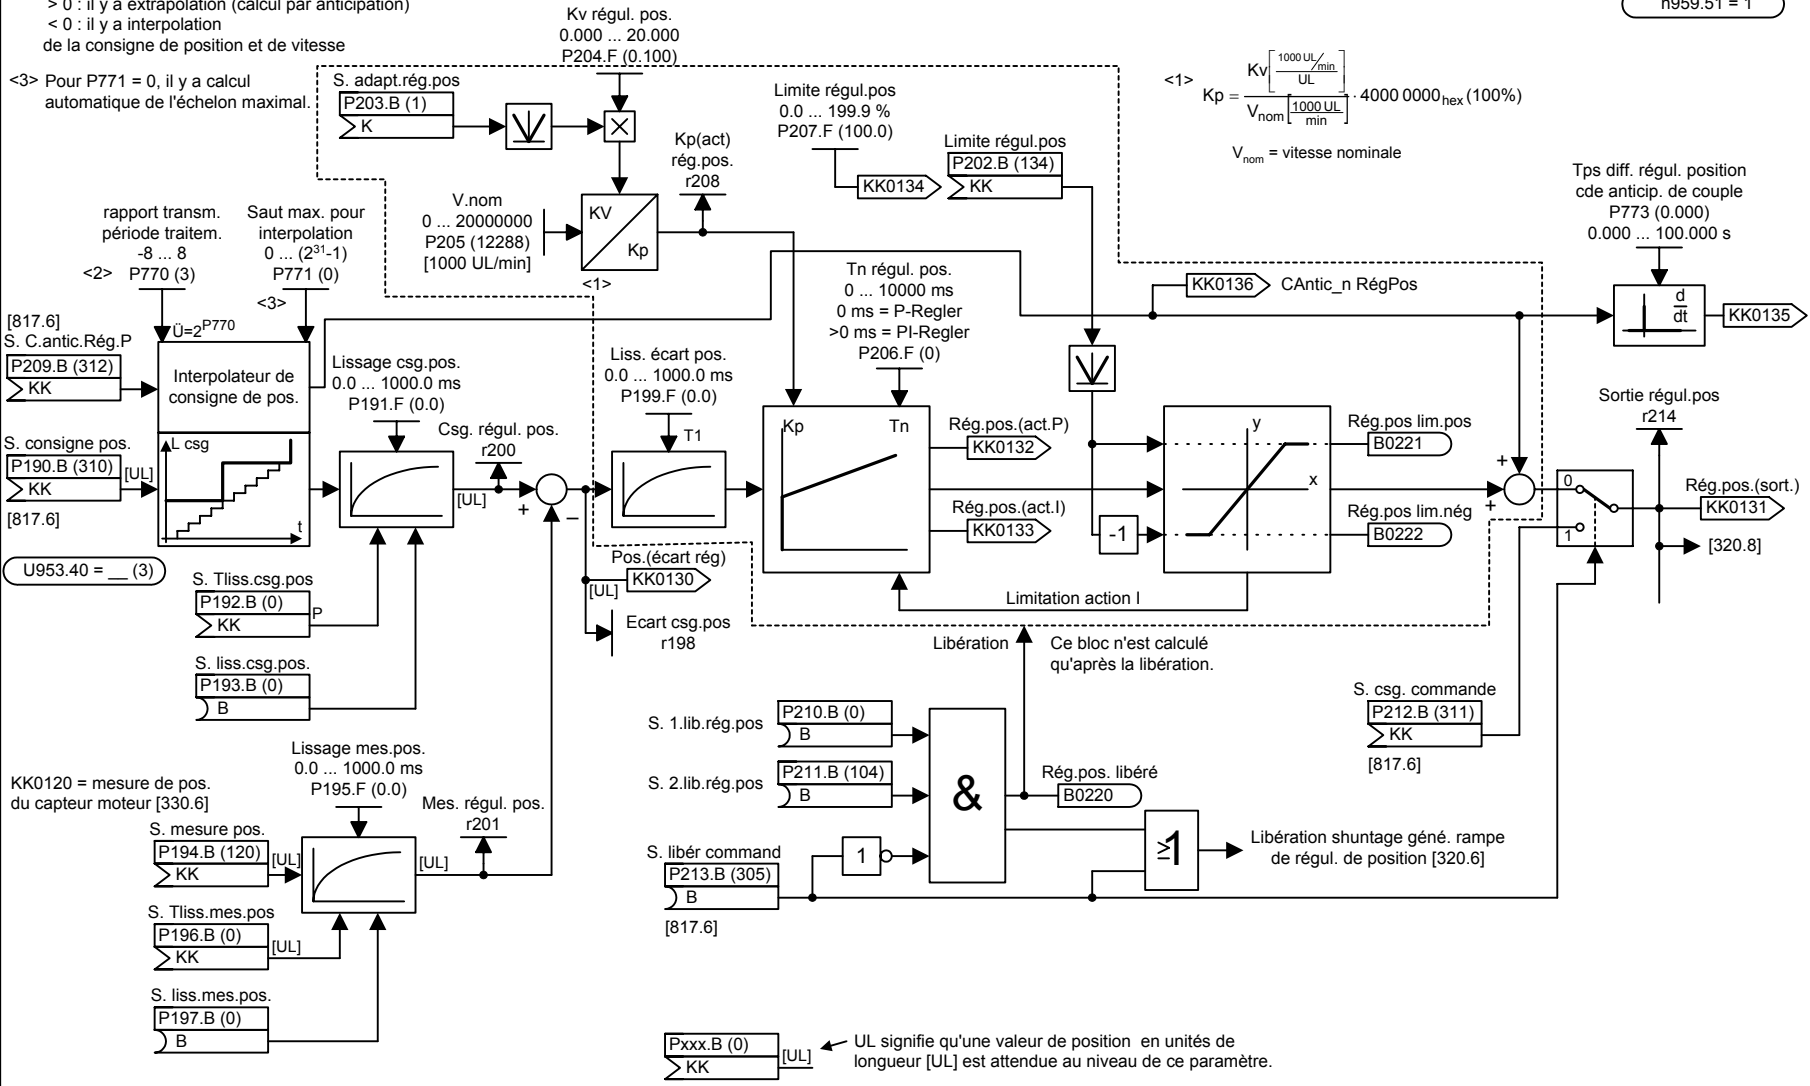 > 0 : il y a extrapolation (calcul par anticipation)
< 0 : il y a interpolation
de la consigne de position et de vitesse
<3> Pour P771 = 0, il y a calcul
automatique de l'échelon maximal.
n959.51 = 1
Kv régul. pos.
0.000 ... 20.000
P204.F (0.100)
S. adapt.rég.pos
P203.B (1)
K
Limite régul.pos
0.0 ... 199.9 %
P207.F (100.0)
KK0134
Limite régul.pos
P202.B (134)
KK
<1> Kp = Kv[1000 UL/min / UL] / Vnom[1000 UL / min] · 4000 0000hex (100%)
Vnom = vitesse nominale
Kp(act)
rég.pos.
r208
V.nom
0 ... 20000000
P205 (12288)
[1000 UL/min]
KV
Kp
<1>
Tps diff. régul. position
cde anticip. de couple
P773 (0.000)
0.000 ... 100.000 s
d
dt
KK0135
KK0136
CAntic_n RégPos
rapport transm.
période traitem.
-8 ... 8
<2> P770 (3)
Saut max. pour
interpolation
0 ... (2³¹-1)
P771 (0)
<3>
Ü=2^P770
[817.6]
S. C.antic.Rég.P
P209.B (312)
KK
Interpolateur de
consigne de pos.
S. consigne pos.
P190.B (310)
KK
[UL]
[817.6]
L csg
t
U953.40 = __ (3)
Lissage csg.pos.
0.0 ... 1000.0 ms
P191.F (0.0)
Csg. régul. pos.
r200
[UL]
+
–
Liss. écart pos.
0.0 ... 1000.0 ms
P199.F (0.0)
T1
Tn régul. pos.
0 ... 10000 ms
0 ms = P-Regler
>0 ms = PI-Regler
P206.F (0)
Kp
Tn
Rég.pos.(act.P)
KK0132
Rég.pos.(act.I)
KK0133
-1
y
x
Rég.pos lim.pos
B0221
Rég.pos lim.nég
B0222
+
+
0
1
Sortie régul.pos
r214
Rég.pos.(sort.)
KK0131
[320.8]
Limitation action I
Pos.(écart rég)
KK0130
[UL]
Ecart csg.pos
r198
S. Tliss.csg.pos
P192.B (0)
KK
P
S. liss.csg.pos.
P193.B (0)
B
Libération
Ce bloc n'est calculé
qu'après la libération.
S. 1.lib.rég.pos
P210.B (0)
B
S. 2.lib.rég.pos
P211.B (104)
B
&
Rég.pos. libéré
B0220
S. csg. commande
P212.B (311)
KK
[817.6]
S. libér command
P213.B (305)
B
[817.6]
1
≥1
Libération shuntage géné. rampe
de régul. de position [320.6]
KK0120 = mesure de pos.
du capteur moteur [330.6]
Lissage mes.pos.
0.0 ... 1000.0 ms
P195.F (0.0)
Mes. régul. pos.
r201
S. mesure pos.
P194.B (120)
KK
[UL]
[UL]
S. Tliss.mes.pos
P196.B (0)
KK
[UL]
S. liss.mes.pos.
P197.B (0)
B
Pxxx.B (0)
KK
[UL]
UL signifie qu'une valeur de position en unités de
longueur [UL] est attendue au niveau de ce paramètre.